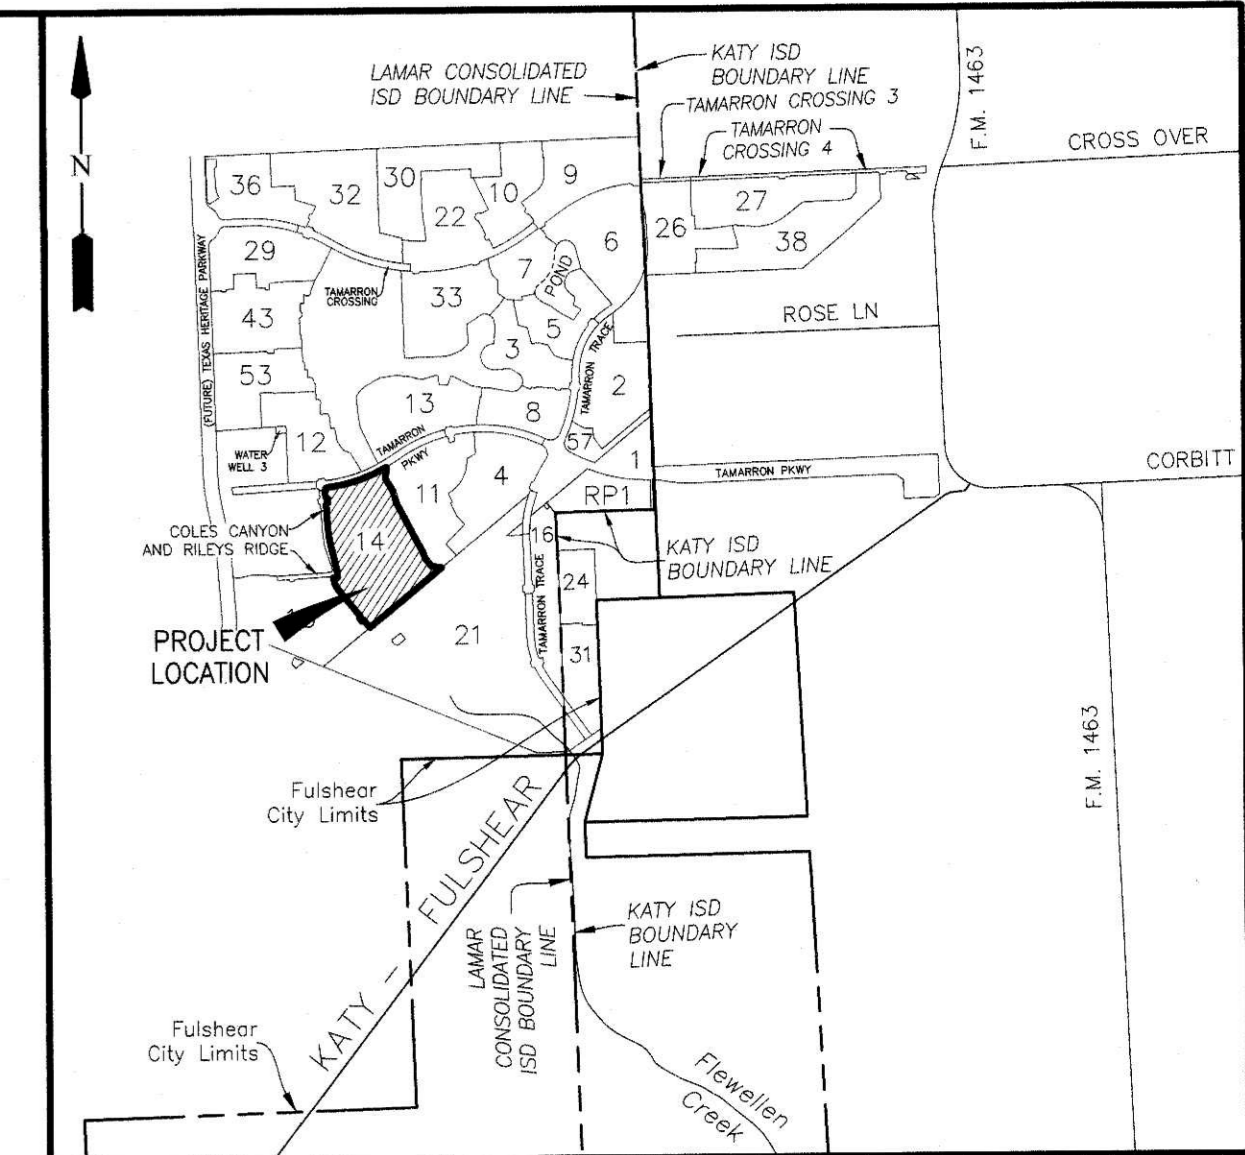 KATY ISD
BOUNDARY LINE
LAMAR CONSOLIDATED
ISD BOUNDARY LINE
TAMARRON CROSSING 3
TAMARRON
CROSSING 4
F.M. 1463
CROSS OVER
N
36
32
30
22
10
9
27
26
38
6
29
7
POND
TAMARRON
CROSSING
33
43
(FUTURE) TEXAS HERITAGE PARKWAY
5
3
ROSE LN
TAMARRON TRACE
2
53
13
8
12
TAMARRON
PKWY
57
WATER
WELL 3
11
4
1
TAMARRON PKWY
CORBITT
RP1
COLES CANYON
AND RILEYS RIDGE
14
16
KATY ISD
BOUNDARY LINE
24
TAMARRON TRACE
PROJECT
LOCATION
21
31
F.M. 1463
Fulshear
City Limits
KATY - FULSHEAR
LAMAR
CONSOLIDATED
ISD BOUNDARY
LINE
KATY ISD
BOUNDARY
LINE
Fulshear
City Limits
Flewellen
Creek